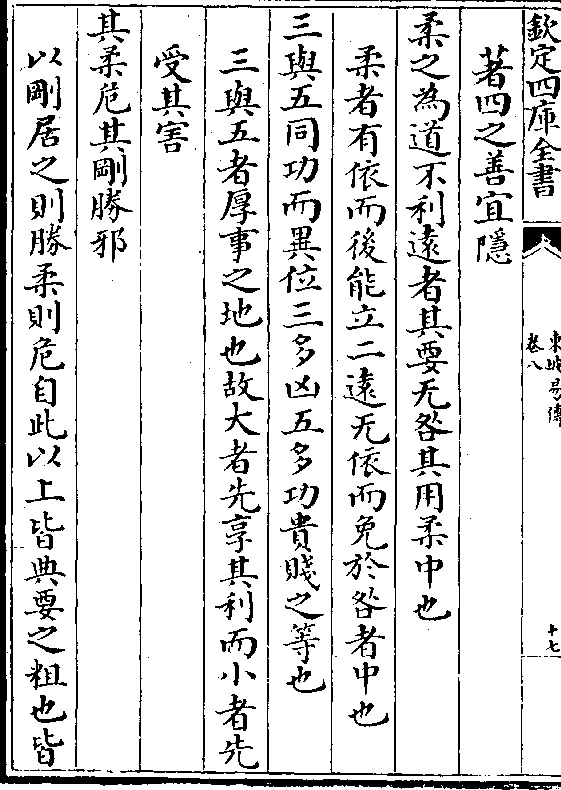 欽定四庫全書
東坡易傳
卷八
十七
著四之善宜隱
柔之為道不利遠者其要无咎其用柔中也
柔者有依而後能立二遠无依而免於咎者中也
三與五同功而異位三多凶五多功貴賤之等也
三與五者厚事之地也故大者先享其利而小者先
受其害
其柔危其剛勝邪
以剛居之則勝柔則危自此以上皆典要之粗也皆